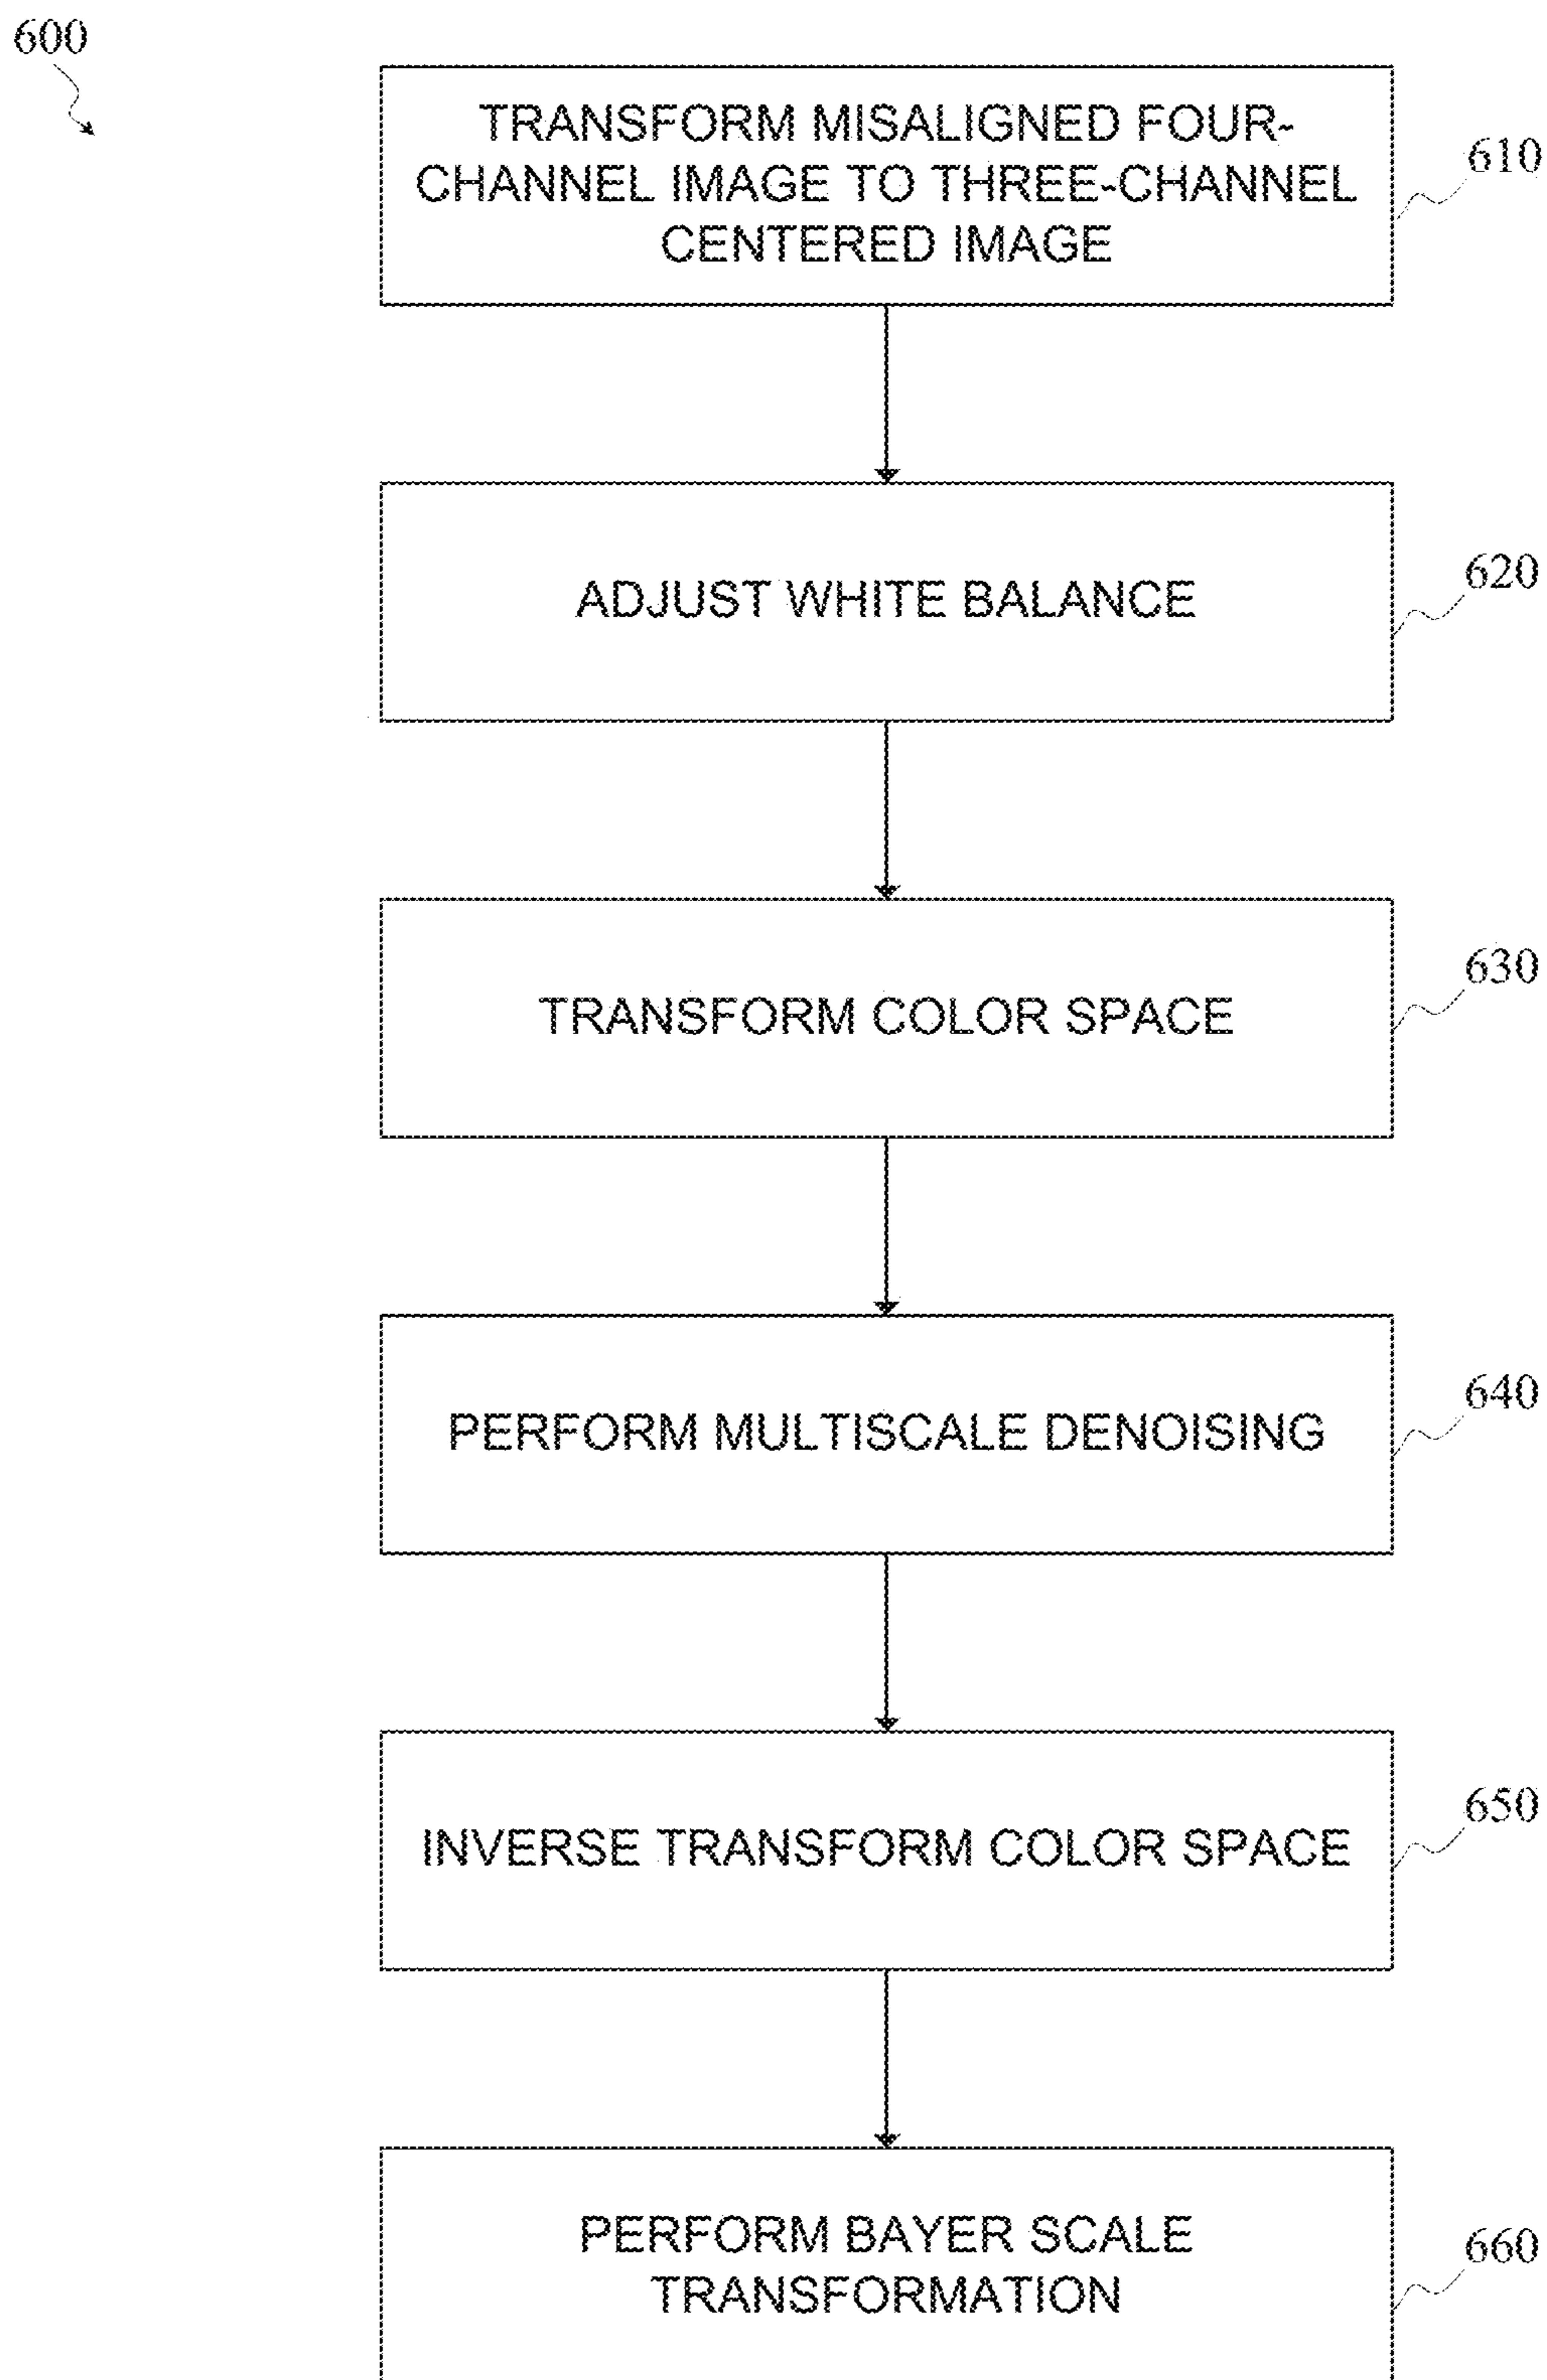 600
TRANSFORM MISALIGNED FOUR-
CHANNEL IMAGE TO THREE-CHANNEL
CENTERED IMAGE
610
ADJUST WHITE BALANCE
620
TRANSFORM COLOR SPACE
630
PERFORM MULTISCALE DENOISING
640
INVERSE TRANSFORM COLOR SPACE
650
PERFORM BAYER SCALE
TRANSFORMATION
660